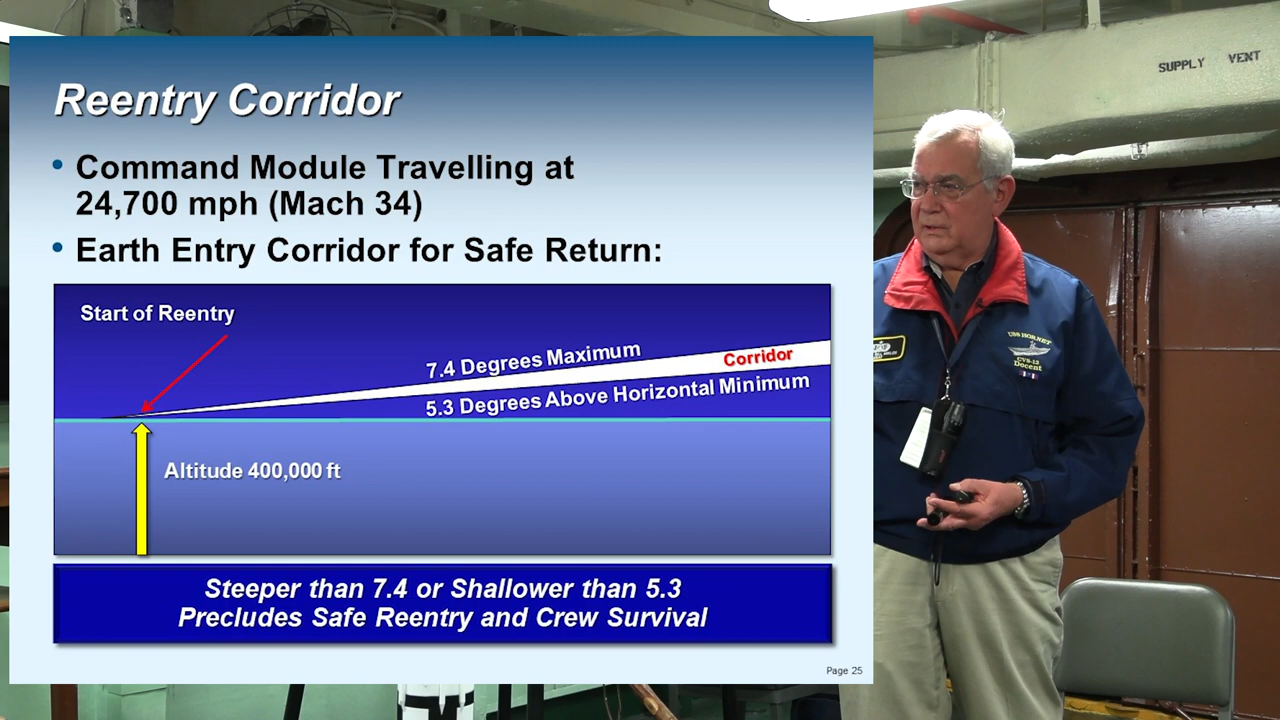 SUPPLY VENT
Reentry Corridor
• Command Module Travelling at
24,700 mph (Mach 34)
• Earth Entry Corridor for Safe Return:
Start of Reentry
7.4 Degrees Maximum
Corridor
5.3 Degrees Above Horizontal Minimum
Altitude 400,000 ft
Steeper than 7.4 or Shallower than 5.3
Precludes Safe Reentry and Crew Survival
Page 25
USS HORNET
CVS-12
Docent